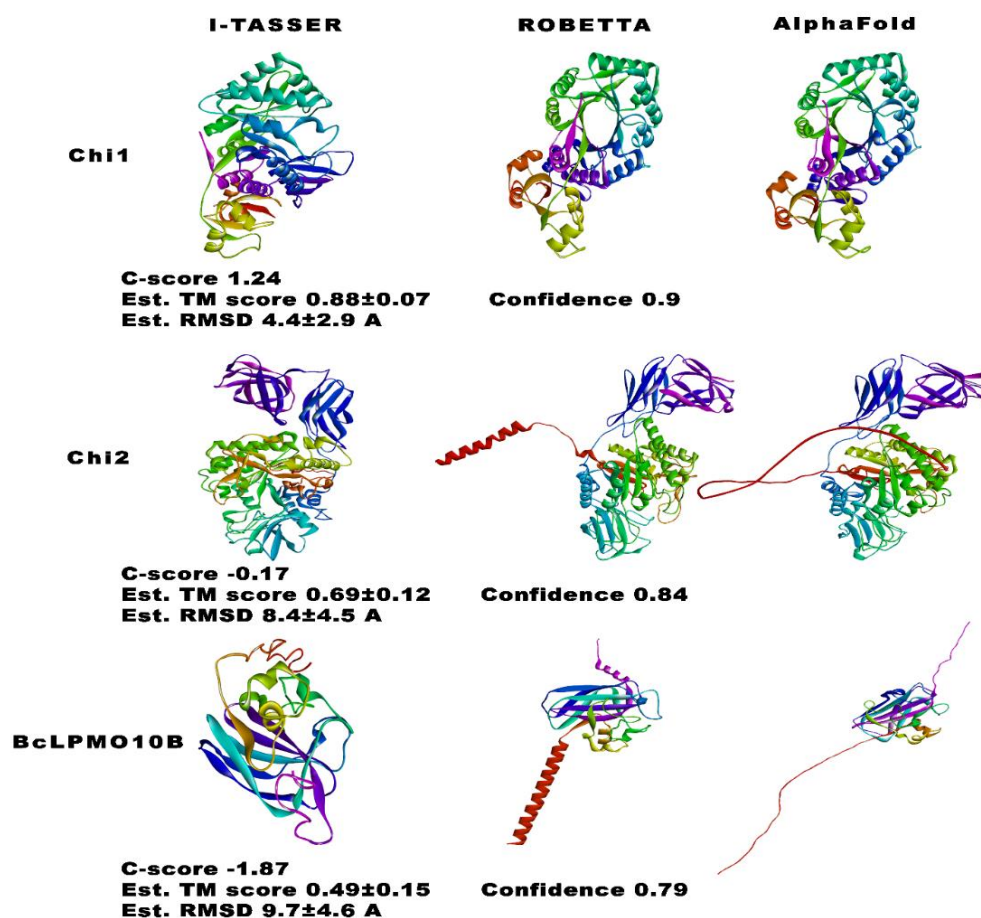 I-TASSER ROBETTA AlphaFold
Chi1
C-score 1.24
Est. TM score 0.88±0.07 Confidence 0.9
Est. RMSD 4.4±2.9 A
Chi2
C-score -0.17
Est. TM score 0.69±0.12 Confidence 0.84
Est. RMSD 8.4±4.5 A
BcLPMO10B
C-score -1.87
Est. TM score 0.49±0.15 Confidence 0.79
Est. RMSD 9.7±4.6 A